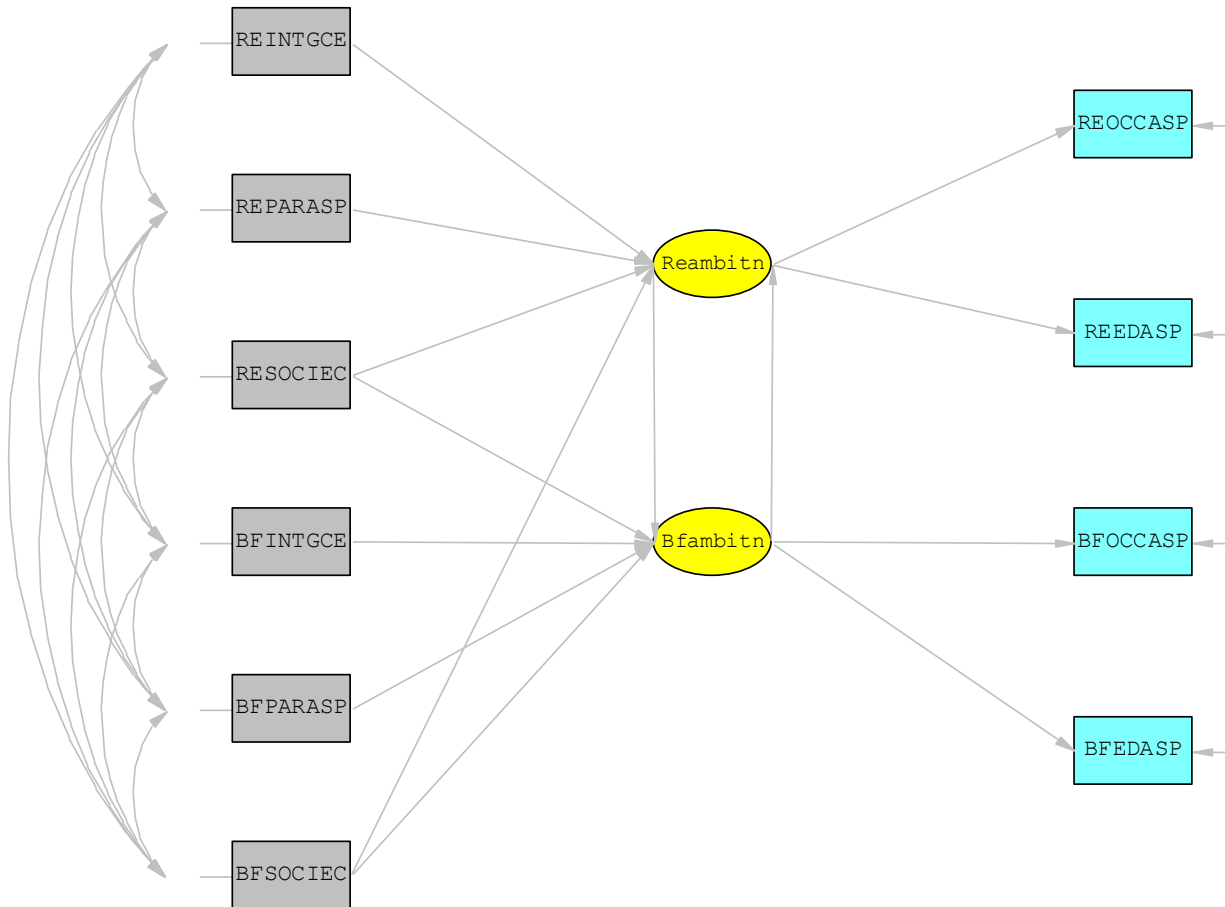 REINTGCE
REPARASP
RESOCIEC
BFINTGCE
BFPARASP
BFSOCIEC
Reambitn
Bfambitn
REOCCASP
REEDASP
BFOCCASP
BFEDASP